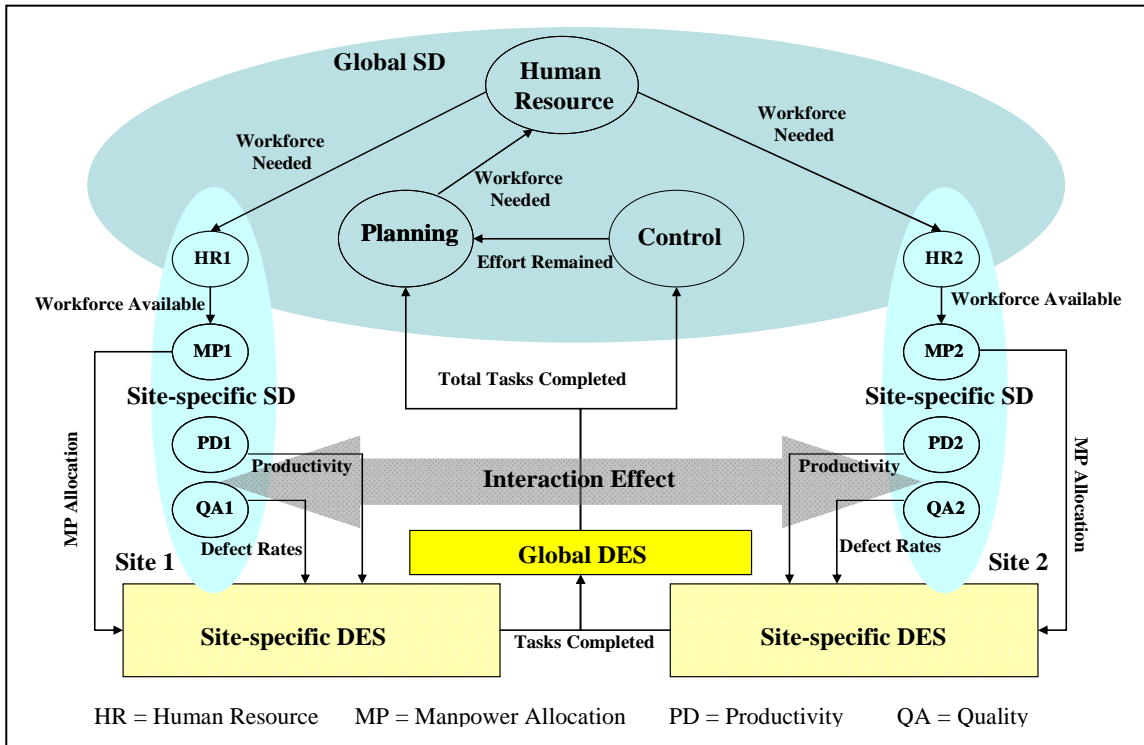 Global SD
Human
Resource
Workforce
Needed
Workforce
Needed
Workforce
Needed
Planning
Control
Effort Remained
HR1
HR2
Workforce Available
Workforce Available
MP1
MP2
Total Tasks Completed
Site-specific SD
Site-specific SD
PD1
PD2
Productivity
Productivity
Interaction Effect
MP Allocation
MP Allocation
QA1
QA2
Defect Rates
Defect Rates
Site 1
Global DES
Site 2
Site-specific DES
Tasks Completed
Site-specific DES
HR = Human Resource MP = Manpower Allocation PD = Productivity QA = Quality